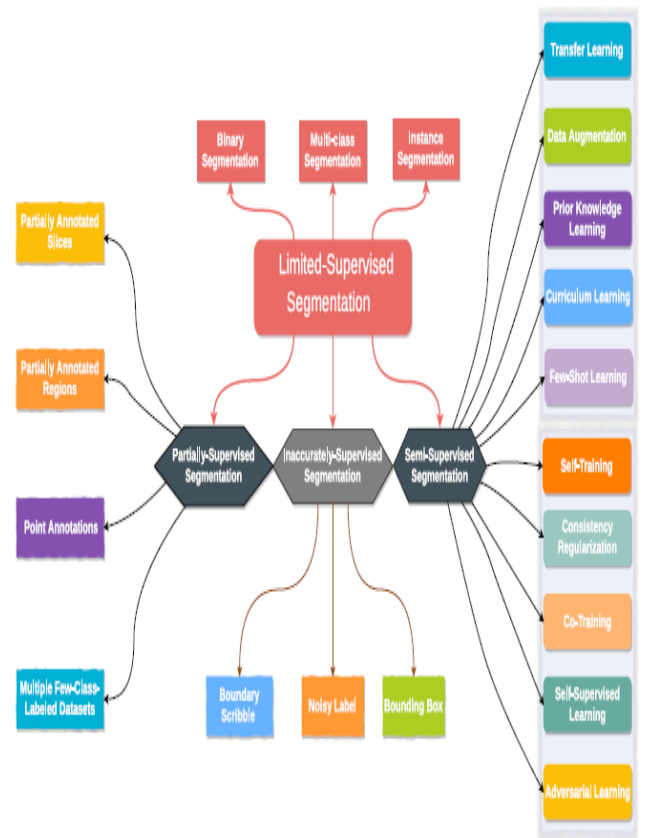 Transfer Learning
Data Augmentation
Prior Knowledge
Learning
Curriculum Learning
Few-Shot Learning
Binary
Segmentation
Multi-class
Segmentation
Instance
Segmentation
Limited-Supervised
Segmentation
Partially Annotated
Slices
Partially Annotated
Regions
Point Annotations
Multiple Few-Class-
Labeled Datasets
Partially-Supervised
Segmentation
Inaccurately-Supervised
Segmentation
Semi-Supervised
Segmentation
Boundary
Scribble
Noisy Label
Bounding Box
Self-Training
Consistency
Regularization
Co-Training
Self-Supervised
Learning
Adversarial Learning